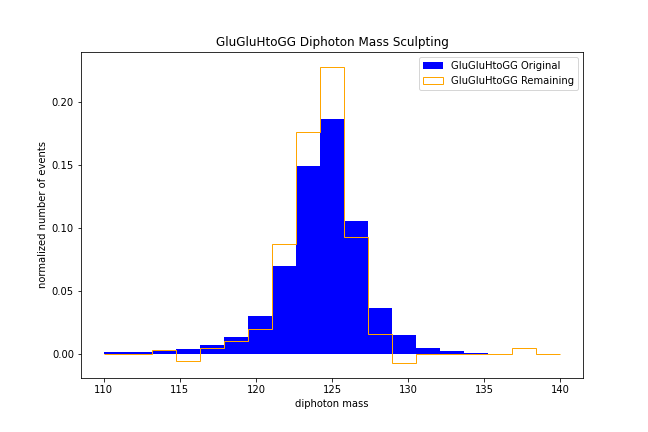 GluGluHtoGG Diphoton Mass Sculpting
GluGluHtoGG Original
GluGluHtoGG Remaining
normalized number of events
0.20
0.15
0.10
0.05
0.00
110 115 120 125 130 135 140
diphoton mass